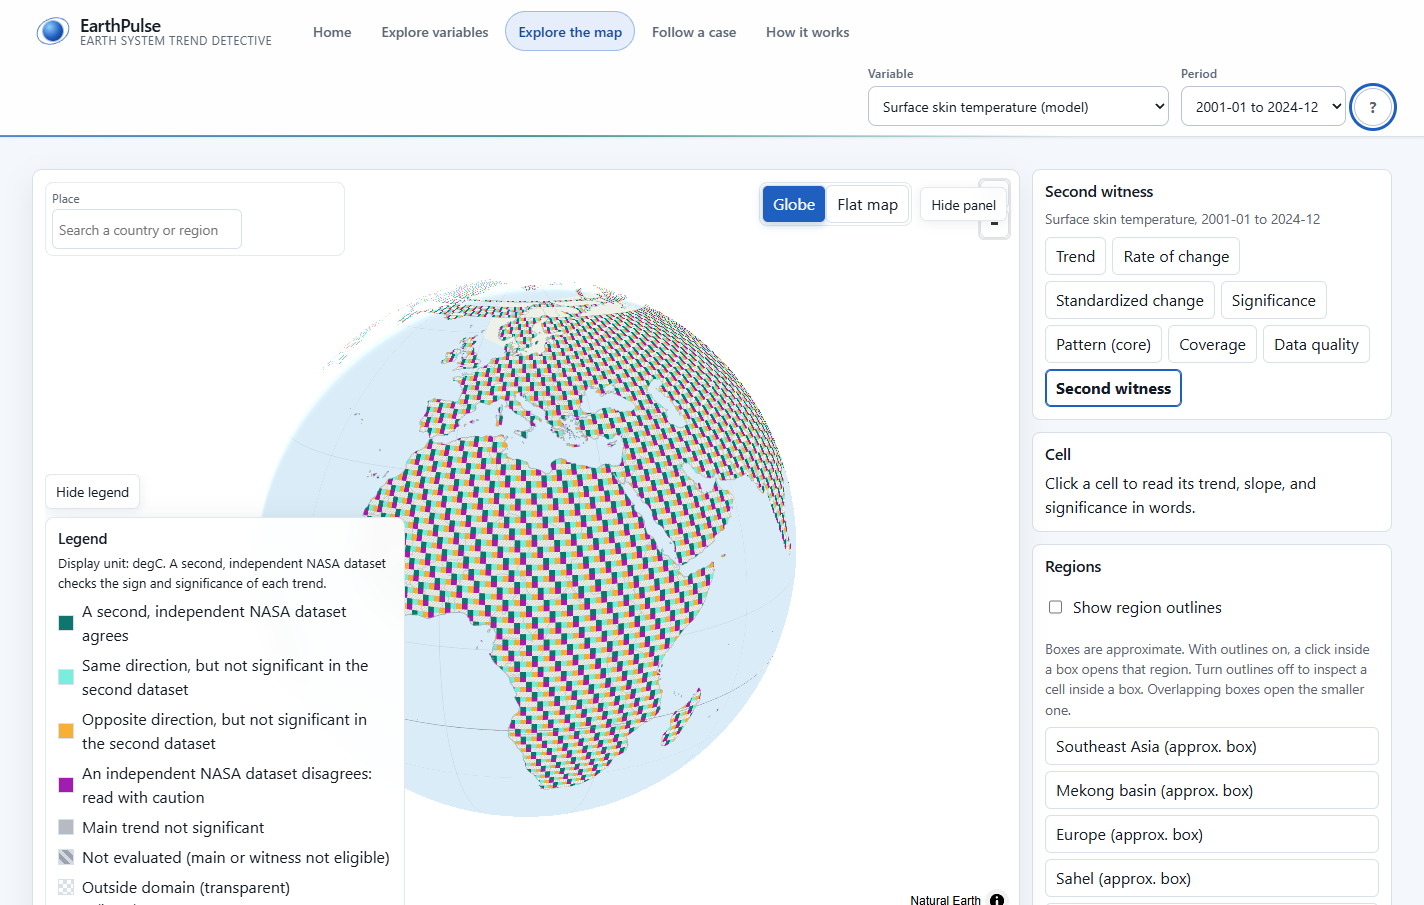 EarthPulse
EARTH SYSTEM TREND DETECTIVE
Home
Explore variables
Explore the map
Follow a case
How it works
Variable
Period
Surface skin temperature (model)
2001-01 to 2024-12
?
Place
Search a country or region
Globe
Flat map
Hide panel
Hide legend
Legend
Display unit: degC. A second, independent NASA dataset
checks the sign and significance of each trend.
A second, independent NASA dataset
agrees
Same direction, but not significant in the
second dataset
Opposite direction, but not significant in
the second dataset
An independent NASA dataset disagrees:
read with caution
Main trend not significant
Not evaluated (main or witness not eligible)
Outside domain (transparent)
Natural Earth
Second witness
Surface skin temperature, 2001-01 to 2024-12
Trend
Rate of change
Standardized change
Significance
Pattern (core)
Coverage
Data quality
Second witness
Cell
Click a cell to read its trend, slope, and
significance in words.
Regions
Show region outlines
Boxes are approximate. With outlines on, a click inside
a box opens that region. Turn outlines off to inspect a
cell inside a box. Overlapping boxes open the smaller
one.
Southeast Asia (approx. box)
Mekong basin (approx. box)
Europe (approx. box)
Sahel (approx. box)